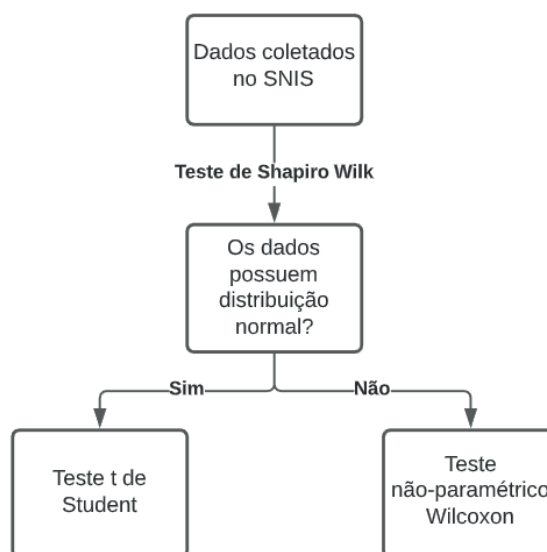 Dados coletados
no SNIS
Teste de Shapiro Wilk
Os dados
possuem
distribuição
normal?
Sim
Não
Teste t de
Student
Teste
não-paramétrico
Wilcoxon